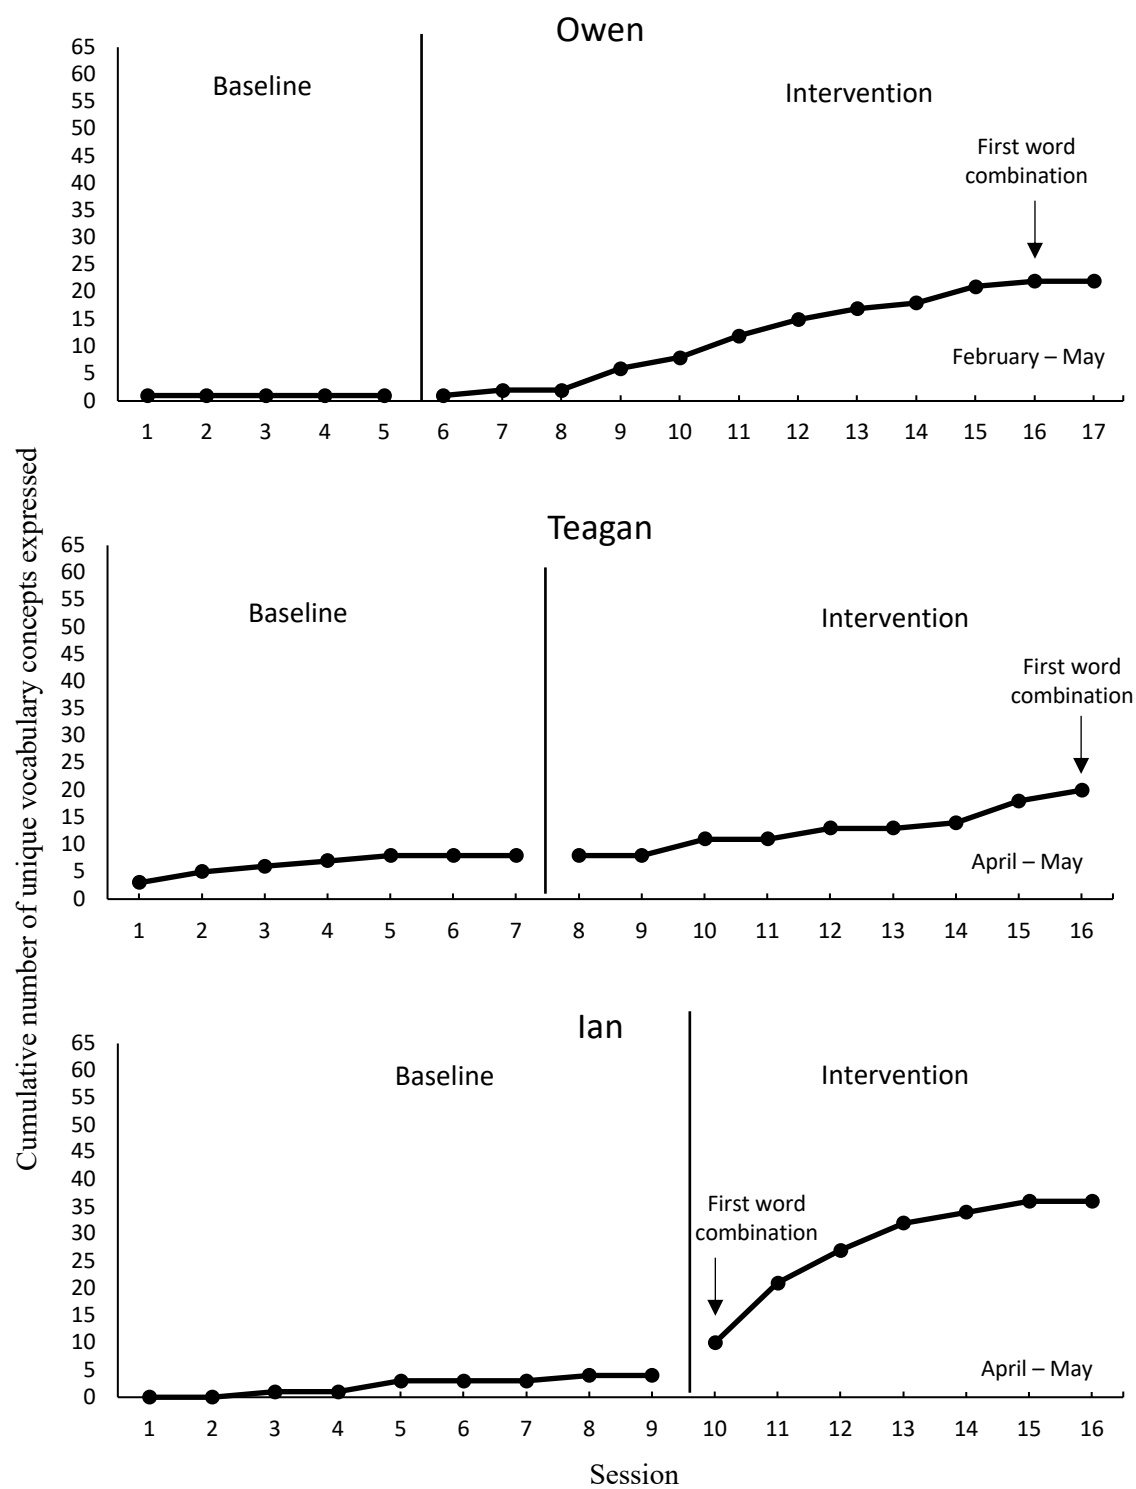 Owen
65
60
55
50
45
40
35
30
25
20
15
10
5
0
Baseline
Intervention
First word
combination
February – May
1 2 3 4 5 6 7 8 9 10 11 12 13 14 15 16 17
Cumulative number of unique vocabulary concepts expressed
Teagan
65
60
55
50
45
40
35
30
25
20
15
10
5
0
Baseline
Intervention
First word
combination
April – May
1 2 3 4 5 6 7 8 9 10 11 12 13 14 15 16
Ian
65
60
55
50
45
40
35
30
25
20
15
10
5
0
Baseline
Intervention
First word
combination
April – May
1 2 3 4 5 6 7 8 9 10 11 12 13 14 15 16
Session